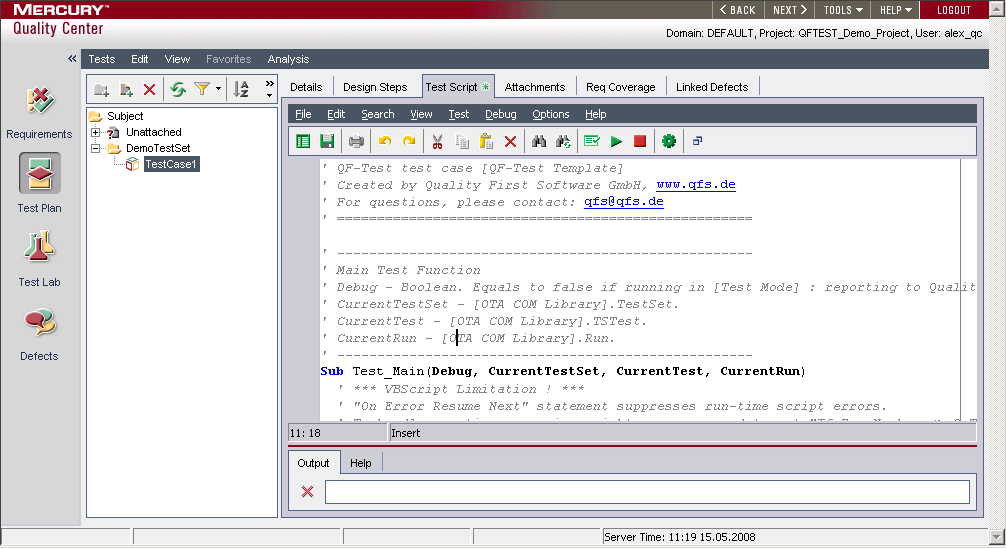 MERCURY™
BACK NEXT TOOLS HELP LOGOUT
Quality Center
Domain: DEFAULT, Project: QFTEST_Demo_Project, User: alex_qc
Tests Edit View Favorites Analysis
Requirements
Test Plan
Test Lab
Defects
Subject
Unattached
DemoTestSet
TestCase1
Details Design Steps Test Script Attachments Req Coverage Linked Defects
File Edit Search View Test Debug Options Help
' QF-Test test case [QF-Test Template]
' Created by Quality First Software GmbH, www.qfs.de
' For questions, please contact: qfs@qfs.de
' ====================================================
' ----------------------------------------------------
' Main Test Function
' Debug - Boolean. Equals to false if running in [Test Mode] : reporting to Qualit
' CurrentTestSet - [OTA COM Library].TestSet.
' CurrentTest - [OTA COM Library].TSTest.
' CurrentRun - [OTA COM Library].Run.
' ----------------------------------------------------
Sub Test_Main(Debug, CurrentTestSet, CurrentTest, CurrentRun)
' *** VBScript Limitation ! ***
' "On Error Resume Next" statement suppresses run-time script errors.
11: 18 Insert
Output Help
Server Time: 11:19 15.05.2008